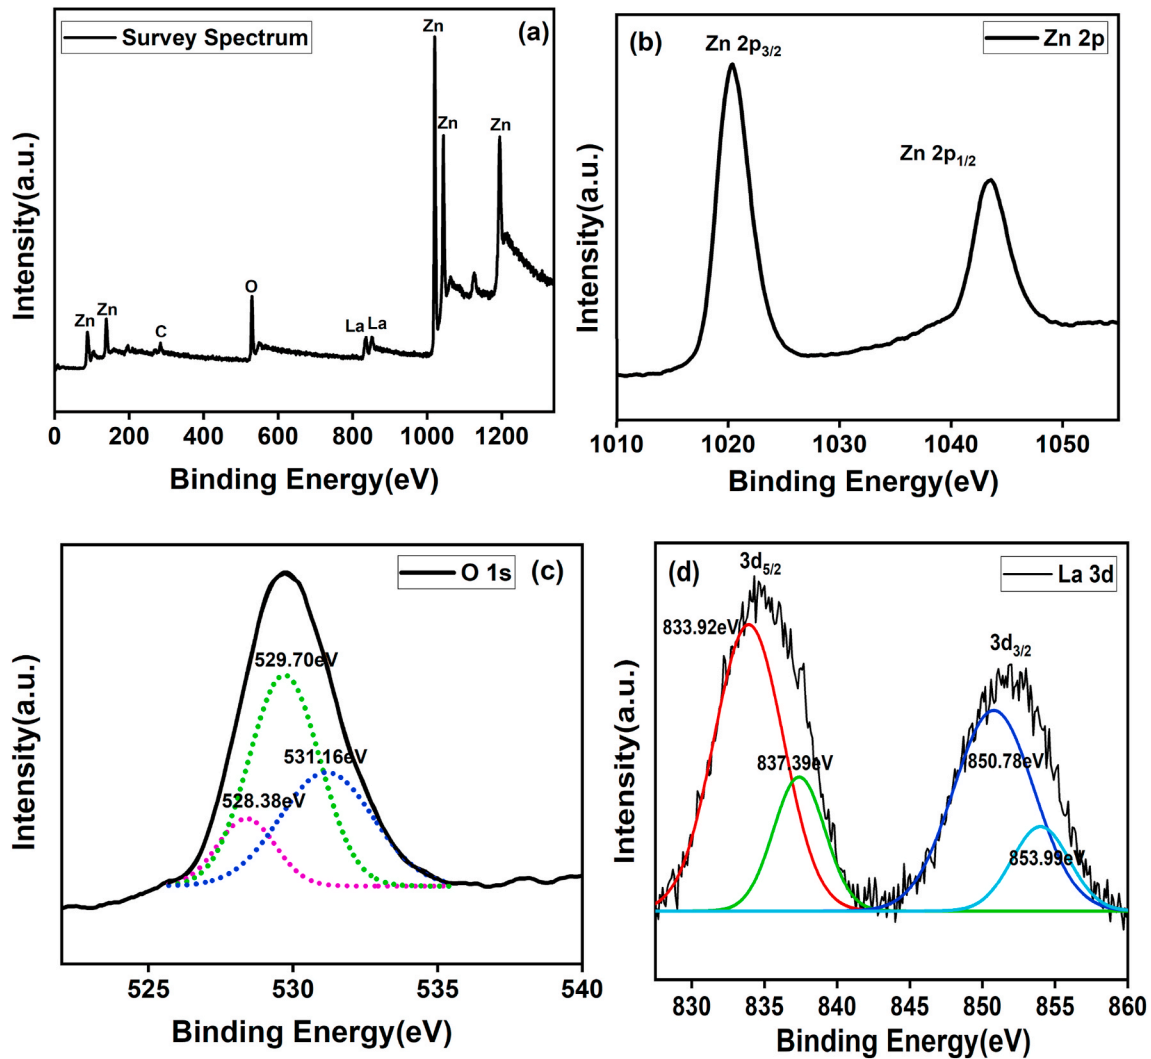 Survey Spectrum
(a)
Zn
Zn
Zn
Zn
Zn
C
O
La
La
Intensity(a.u.)
0 200 400 600 800 1000 1200
Binding Energy(eV)
(b)
Zn 2p3/2
Zn 2p
Zn 2p1/2
Intensity(a.u.)
1010 1020 1030 1040 1050
Binding Energy(eV)
O 1s
(c)
529.70eV
531.16eV
528.38eV
Intensity(a.u.)
525 530 535 540
Binding Energy(eV)
(d)
3d5/2
La 3d
833.92eV
3d3/2
837.39eV
850.78eV
853.99eV
Intensity(a.u.)
830 835 840 845 850 854 860
Binding Energy(eV)